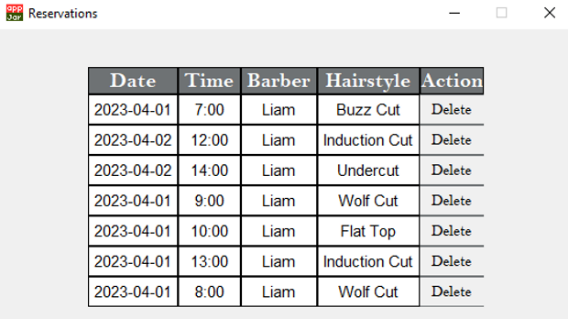 app
Jar Reservations
Date Time Barber Hairstyle Action
2023-04-01 7:00 Liam Buzz Cut Delete
2023-04-02 12:00 Liam Induction Cut Delete
2023-04-02 14:00 Liam Undercut Delete
2023-04-01 9:00 Liam Wolf Cut Delete
2023-04-01 10:00 Liam Flat Top Delete
2023-04-01 13:00 Liam Induction Cut Delete
2023-04-01 8:00 Liam Wolf Cut Delete